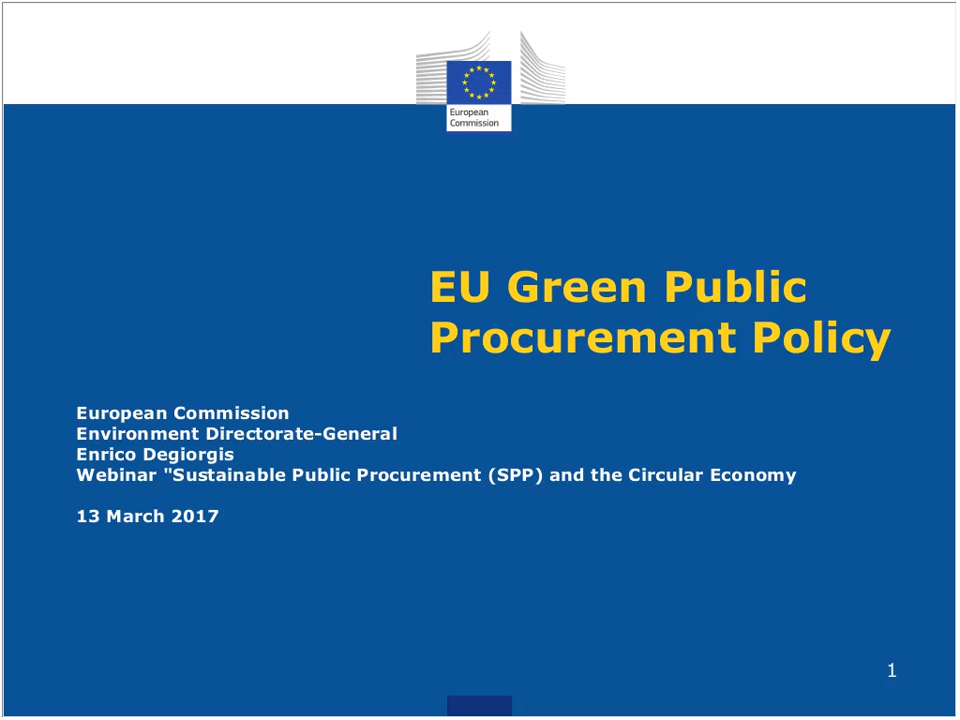 European
Commission
EU Green Public
Procurement Policy
European Commission
Environment Directorate-General
Enrico Degiorgis
Webinar "Sustainable Public Procurement (SPP) and the Circular Economy
13 March 2017
1